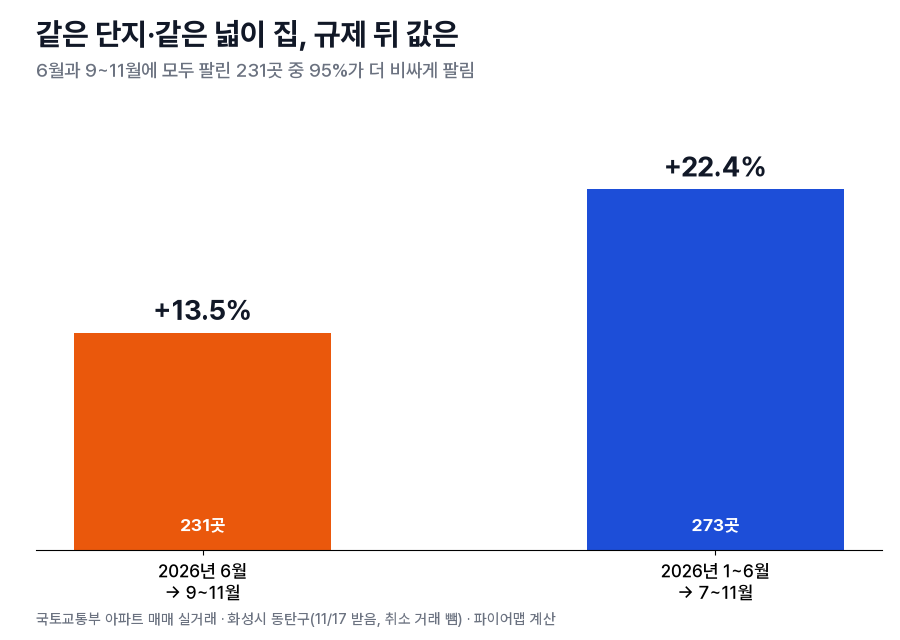 같은 단지·같은 넓이 집, 규제 뒤 값은
6월과 9~11월에 모두 팔린 231곳 중 95%가 더 비싸게 팔림
+13.5%
+22.4%
231곳
273곳
2026년 6월
→ 9~11월
2026년 1~6월
→ 7~11월
국토교통부 아파트 매매 실거래 · 화성시 동탄구(11/17 받음, 취소 거래 뺌) · 파이어맵 계산